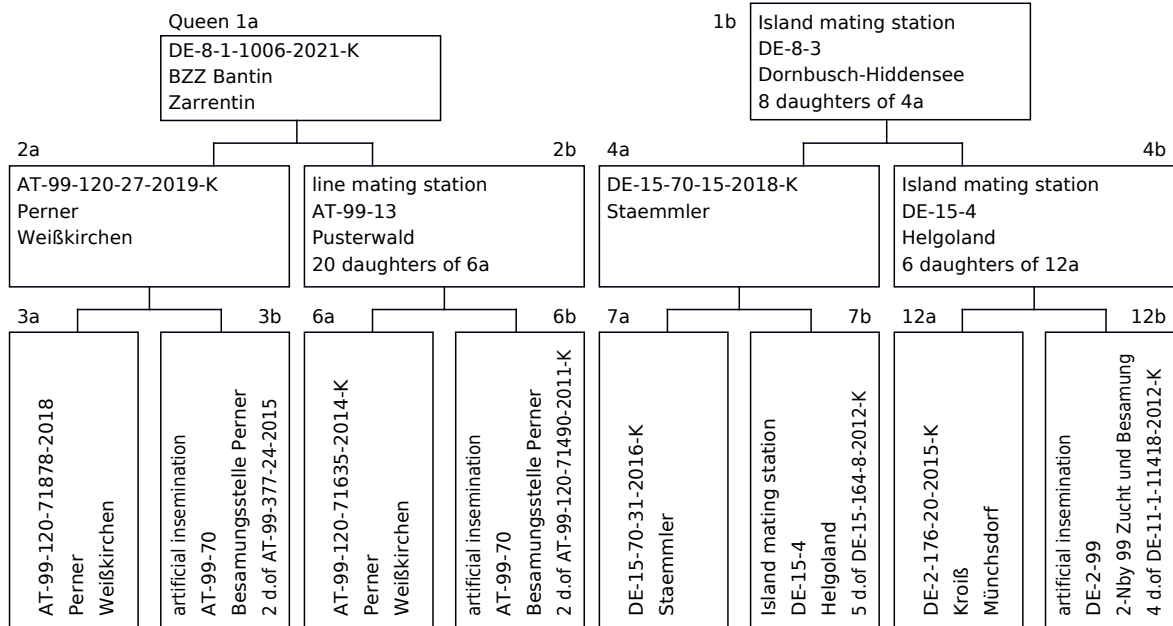 Queen 1a
DE-8-1-1006-2021-K
BZZ Bantin
Zarrentin
1b
Island mating station
DE-8-3
Dornbusch-Hiddensee
8 daughters of 4a
2a
AT-99-120-27-2019-K
Perner
Weißkirchen
2b
line mating station
AT-99-13
Pusterwald
20 daughters of 6a
4a
DE-15-70-15-2018-K
Staemmler
4b
Island mating station
DE-15-4
Helgoland
6 daughters of 12a
3a
AT-99-120-71878-2018
Perner
Weißkirchen
3b
artificial insemination
AT-99-70
Besamungsstelle Perner
2 d.of AT-99-377-24-2015
6a
AT-99-120-71635-2014-K
Perner
Weißkirchen
6b
artificial insemination
AT-99-70
Besamungsstelle Perner
2 d.of AT-99-120-71490-2011-K
7a
DE-15-70-31-2016-K
Staemmler
7b
Island mating station
DE-15-4
Helgoland
5 d.of DE-15-164-8-2012-K
12a
DE-2-176-20-2015-K
Kroiß
Münchsdorf
12b
artificial insemination
DE-2-99
2-Nby 99 Zucht und Besamung
4 d.of DE-11-1-11418-2012-K